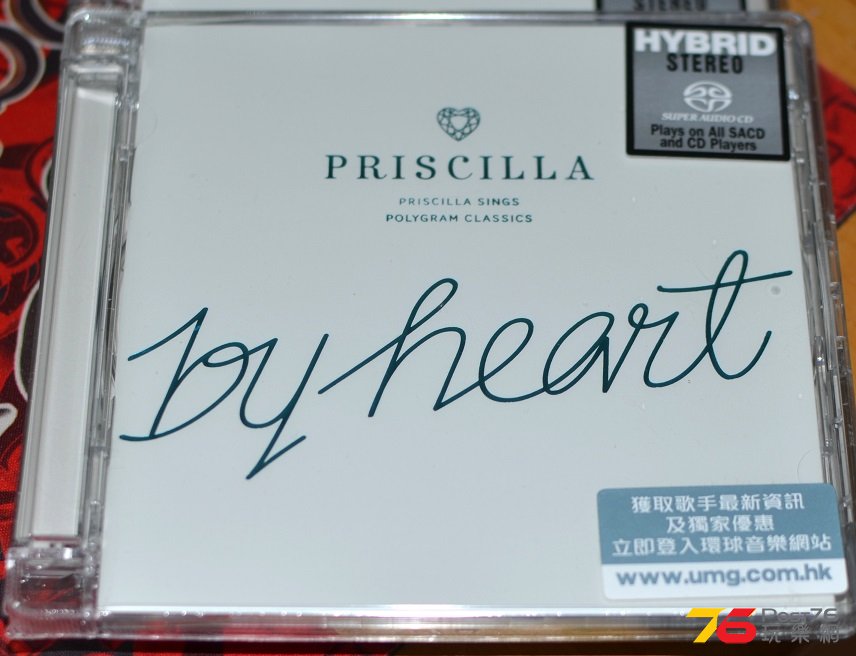 STEREO
HYBRID
STEREO
SUPER AUDIO CD
Plays on All SACD
and CD Players
PRISCILLA
PRISCILLA SINGS
POLYGRAM CLASSICS
by heart
獲取歌手最新資訊
及獨家優惠
立即登入環球音樂網站
www.umg.com.hk
76 Post76
玩樂網